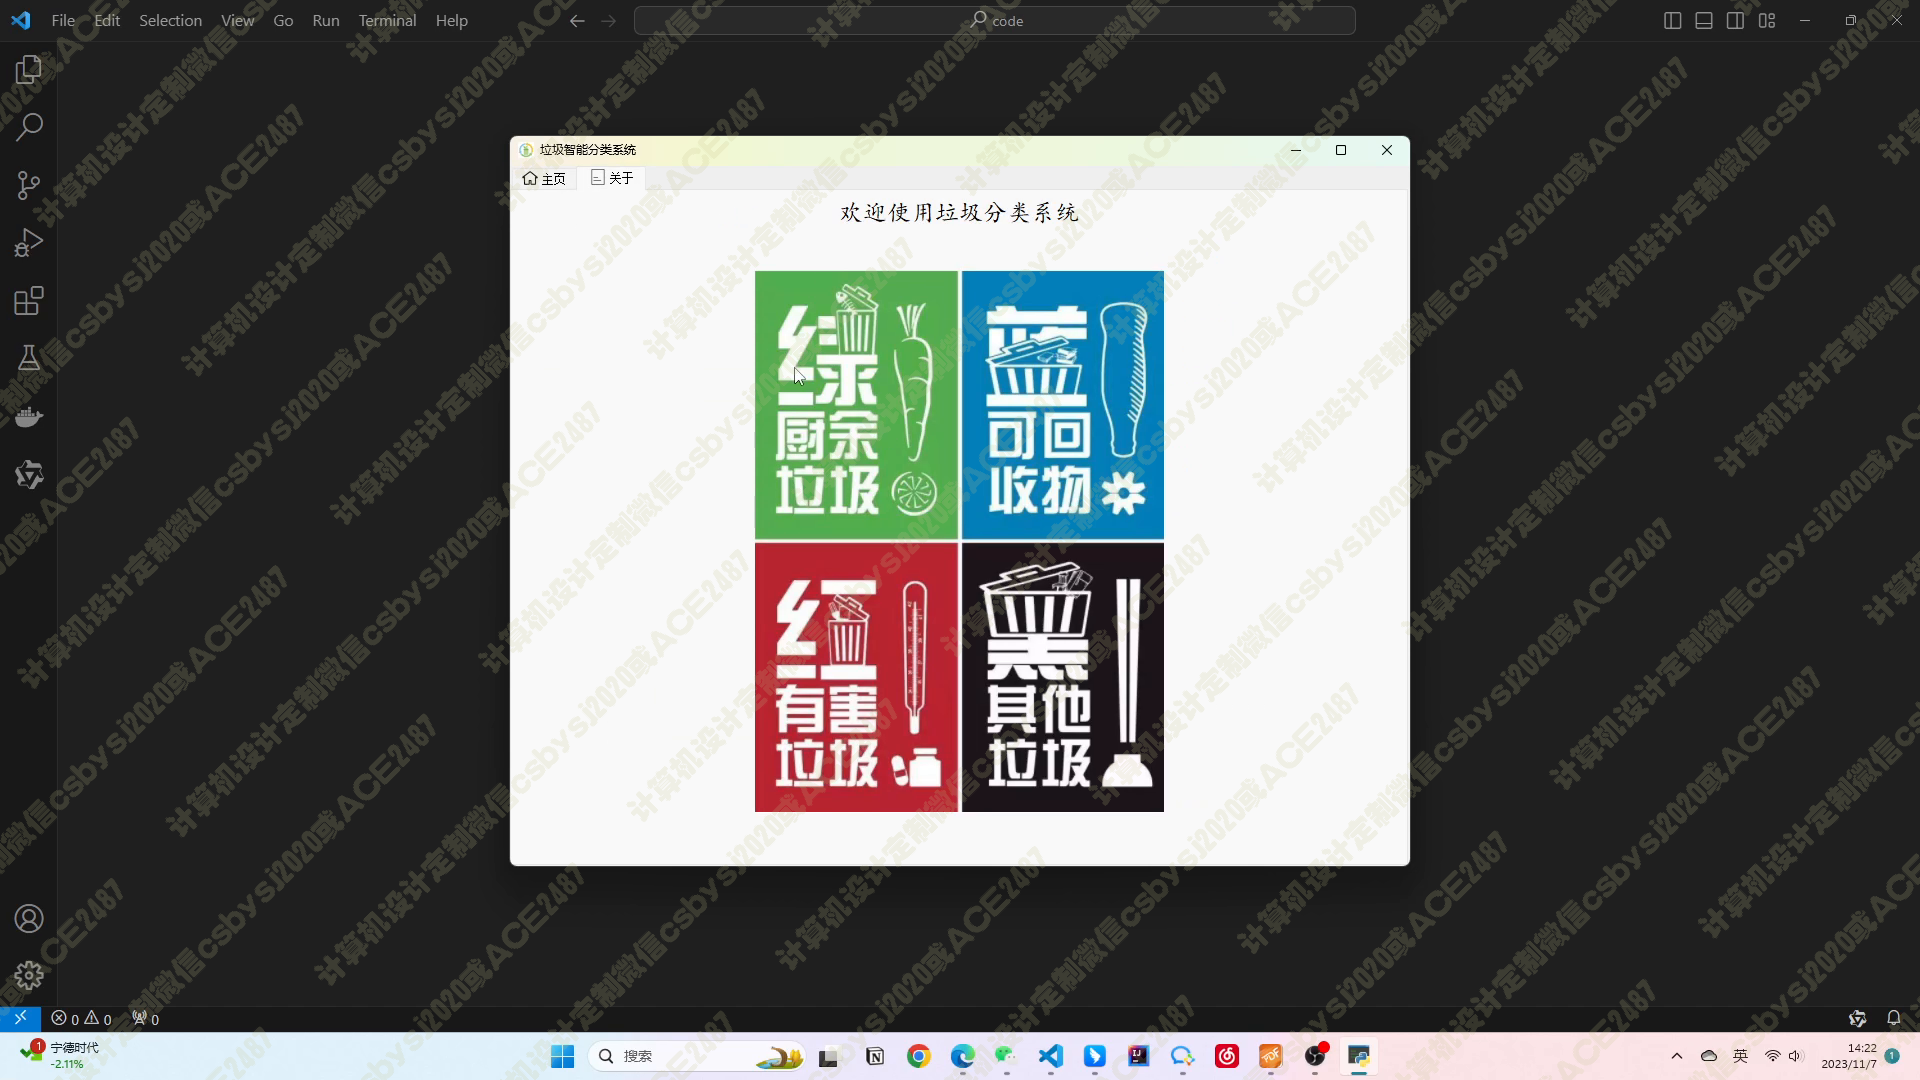 File Edit Selection View Go Run Terminal Help
code
垃圾智能分类系统
主页 关于
欢迎使用垃圾分类系统
绿
厨余
垃圾
蓝
可回
收物
红
有害
垃圾
黑
其他
垃圾
计算机设计定制微信csbysj2020或ACE2487
0 0 0
1
宁德时代
-2.11%
搜索
英
14:22
2023/11/7
1